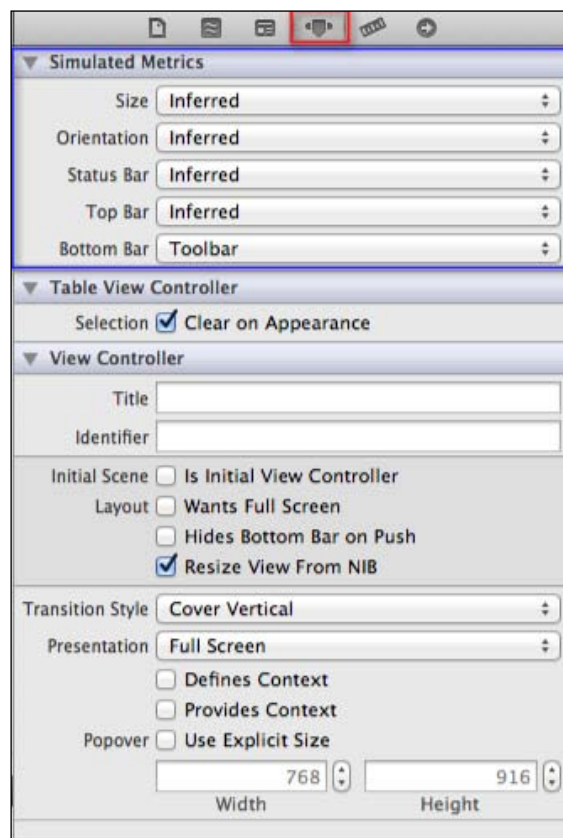 Simulated Metrics
Size Inferred
Orientation Inferred
Status Bar Inferred
Top Bar Inferred
Bottom Bar Toolbar
Table View Controller
Selection Clear on Appearance
View Controller
Title
Identifier
Initial Scene Is Initial View Controller
Layout Wants Full Screen
Hides Bottom Bar on Push
Resize View From NIB
Transition Style Cover Vertical
Presentation Full Screen
Defines Context
Provides Context
Popover Use Explicit Size
768 916
Width Height